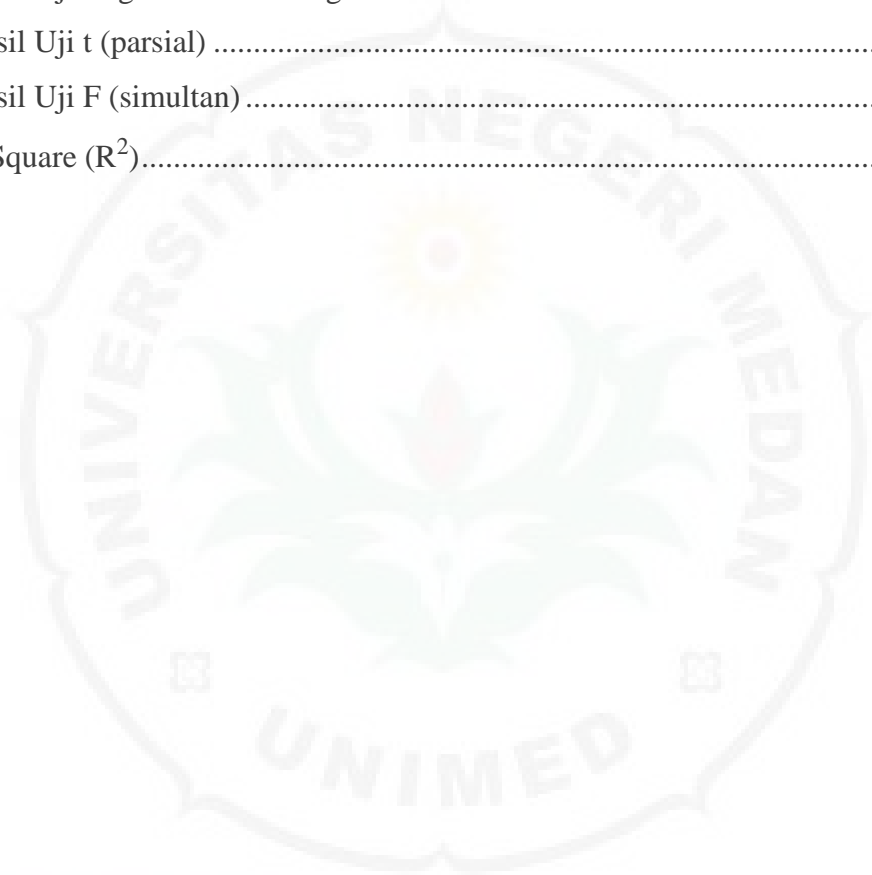 sil Uji t (parsial) ........................................................................................
sil Uji F (simultan) ....................................................................................
Square (R²).................................................................................................
UNIVERSITAS NEGERI MEDAN
UNIMED